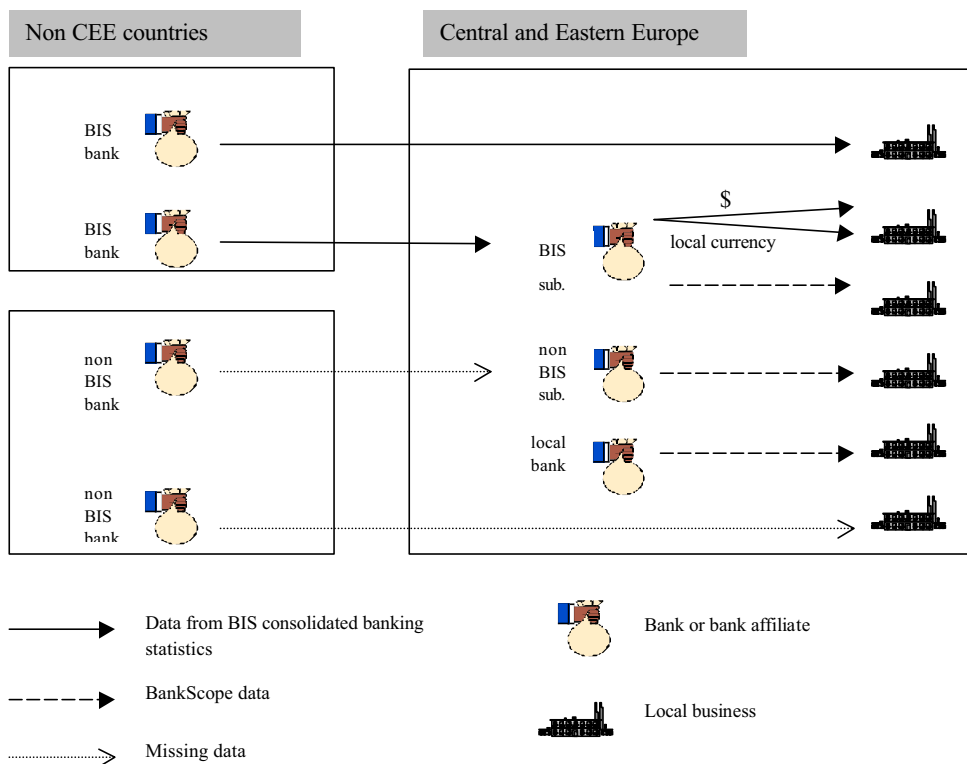 Non CEE countries
Central and Eastern Europe
BIS
bank
BIS
bank
$
local currency
BIS
sub.
non
BIS
bank
non
BIS
sub.
local
bank
non
BIS
bank
Data from BIS consolidated banking
statistics
Bank or bank affiliate
BankScope data
Local business
Missing data